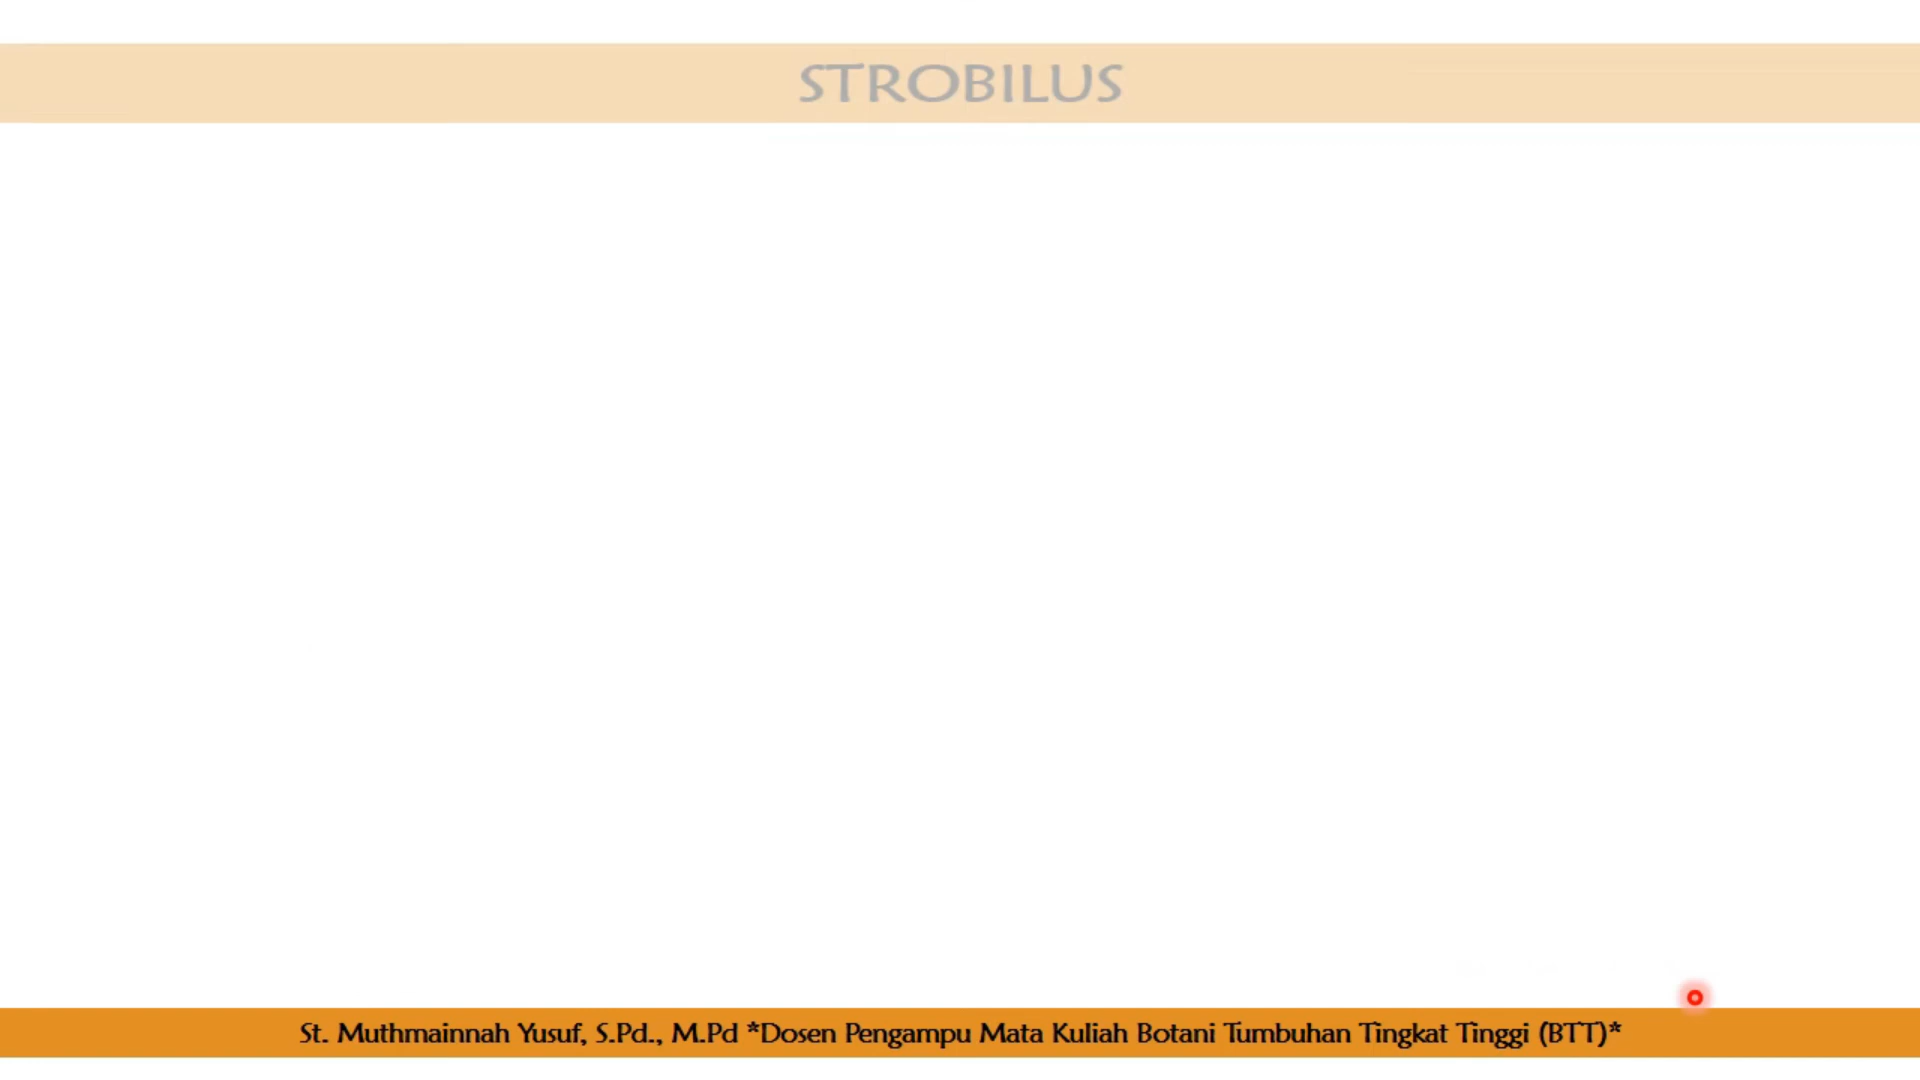 STROBILUS
St. Muthmainnah Yusuf, S.Pd., M.Pd *Dosen Pengampu Mata Kuliah Botani Tumbuhan Tingkat Tinggi (BTT)*